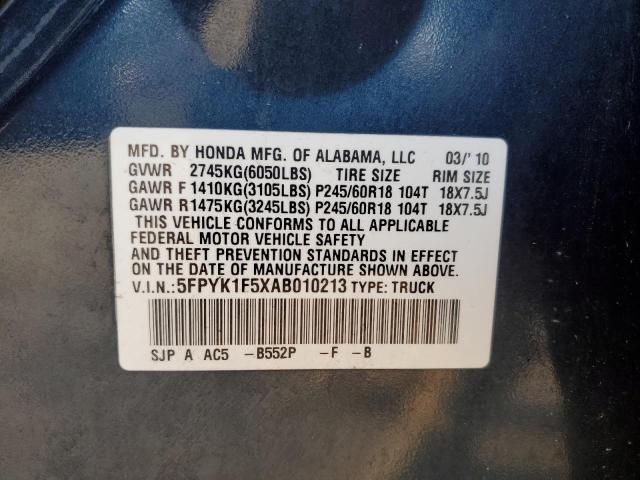 MFD. BY HONDA MFG. OF ALABAMA, LLC 03/'10
GVWR 2745KG(6050LBS) TIRE SIZE RIM SIZE
GAWR F 1410KG(3105LBS) P245/60R18 104T 18X7.5J
GAWR R 1475KG(3245LBS) P245/60R18 104T 18X7.5J
THIS VEHICLE CONFORMS TO ALL APPLICABLE
FEDERAL MOTOR VEHICLE SAFETY
AND THEFT PREVENTION STANDARDS IN EFFECT
ON THE DATE OF MANUFACTURE SHOWN ABOVE.
V.I.N.:5FPYK1F5XAB010213 TYPE: TRUCK
SJP A AC5 -B552P -F -B